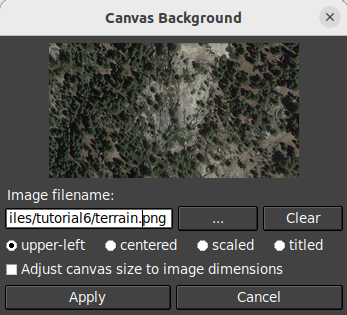 Canvas Background
Image filename:
iles/tutorial6/terrain.png ... Clear
upper-left centered scaled titled
Adjust canvas size to image dimensions
Apply Cancel